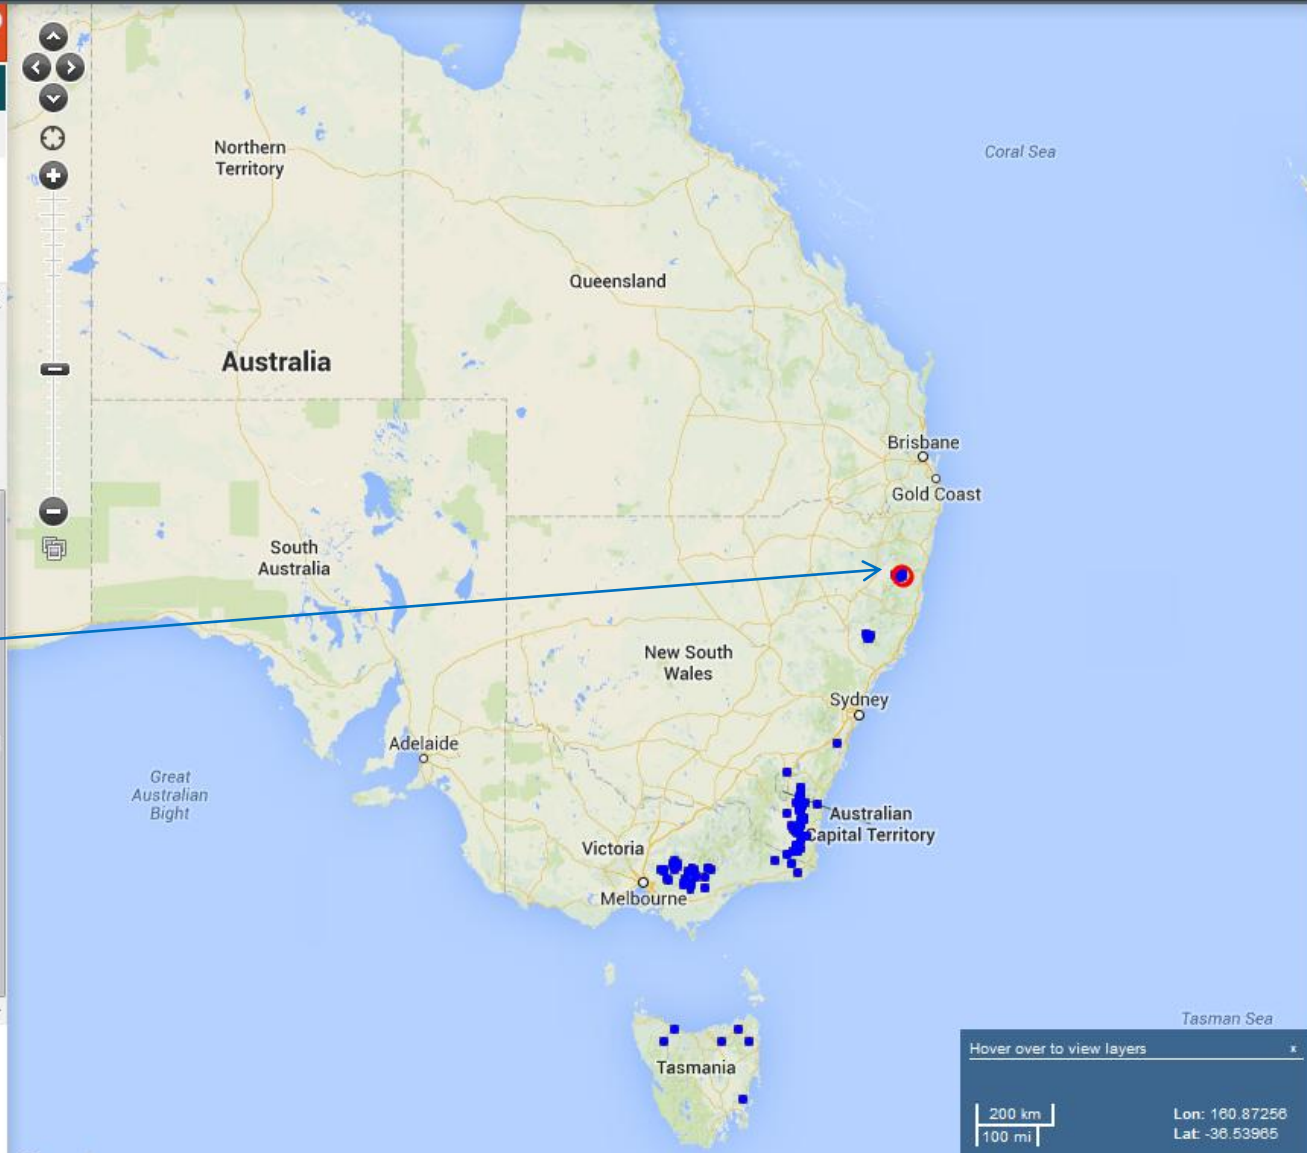 Coral Sea
Northern
Territory
Queensland
Australia
Brisbane
Gold Coast
South
Australia
New South
Wales
Sydney
Adelaide
Great
Australian
Bight
Australian
Capital Territory
Victoria
Melbourne
Tasman Sea
Tasmania
Hover over to view layers x
200 km
100 mi
Lon: 160.87256
Lat: -36.53965